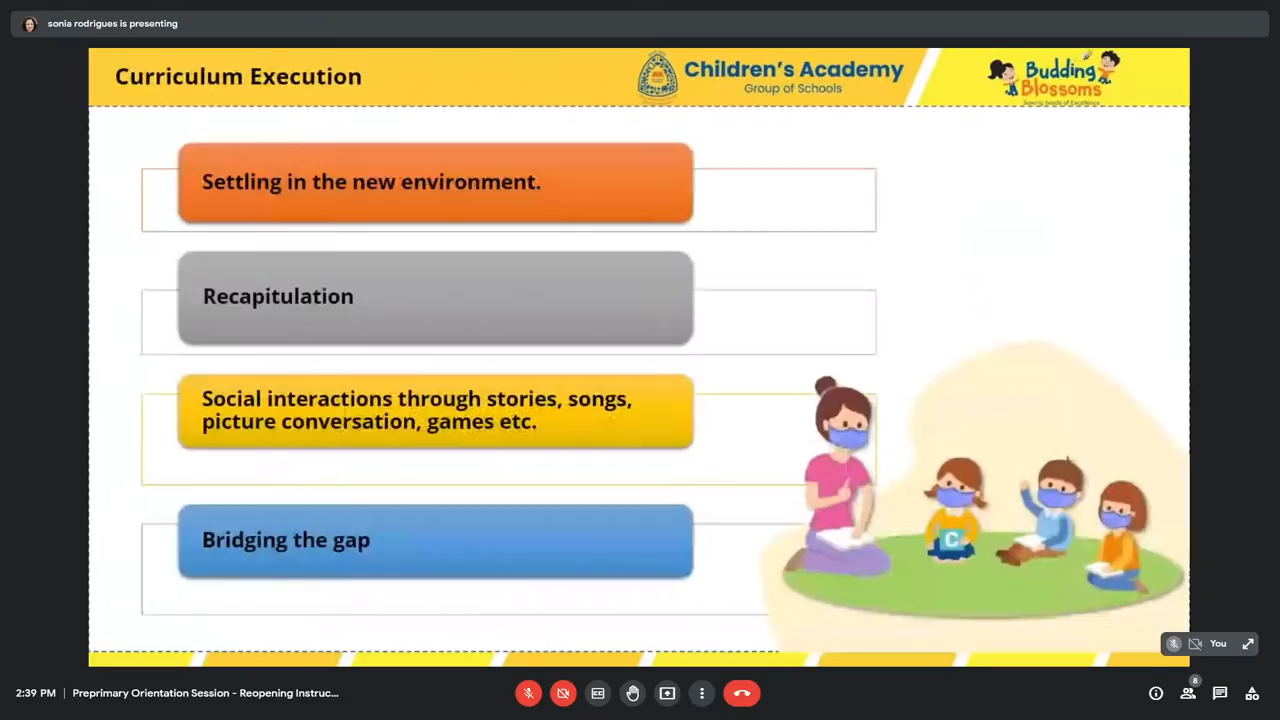 sonia rodrigues is presenting
Curriculum Execution
Children's Academy
Group of Schools
Budding
Blossoms
Settling in the new environment.
Recapitulation
Social interactions through stories, songs,
picture conversation, games etc.
Bridging the gap
C
You
2:39 PM | Preprimary Orientation Session - Reopening Instruc...
8